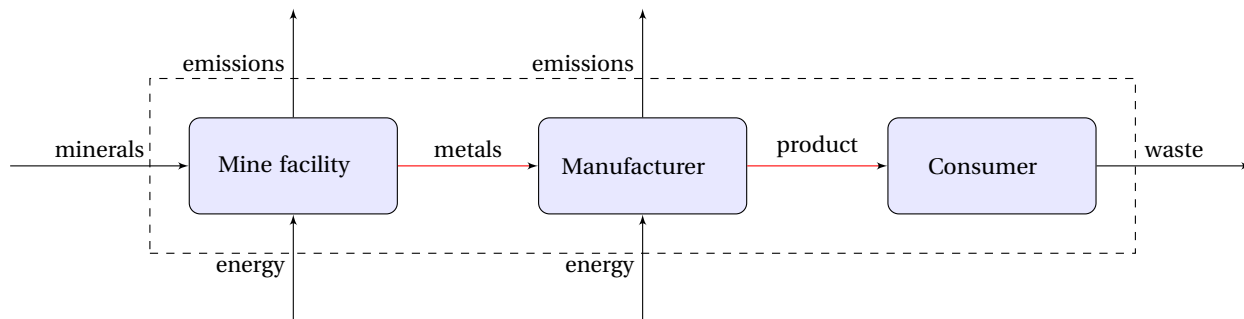 emissions
emissions
minerals
Mine facility
metals
Manufacturer
product
Consumer
waste
energy
energy